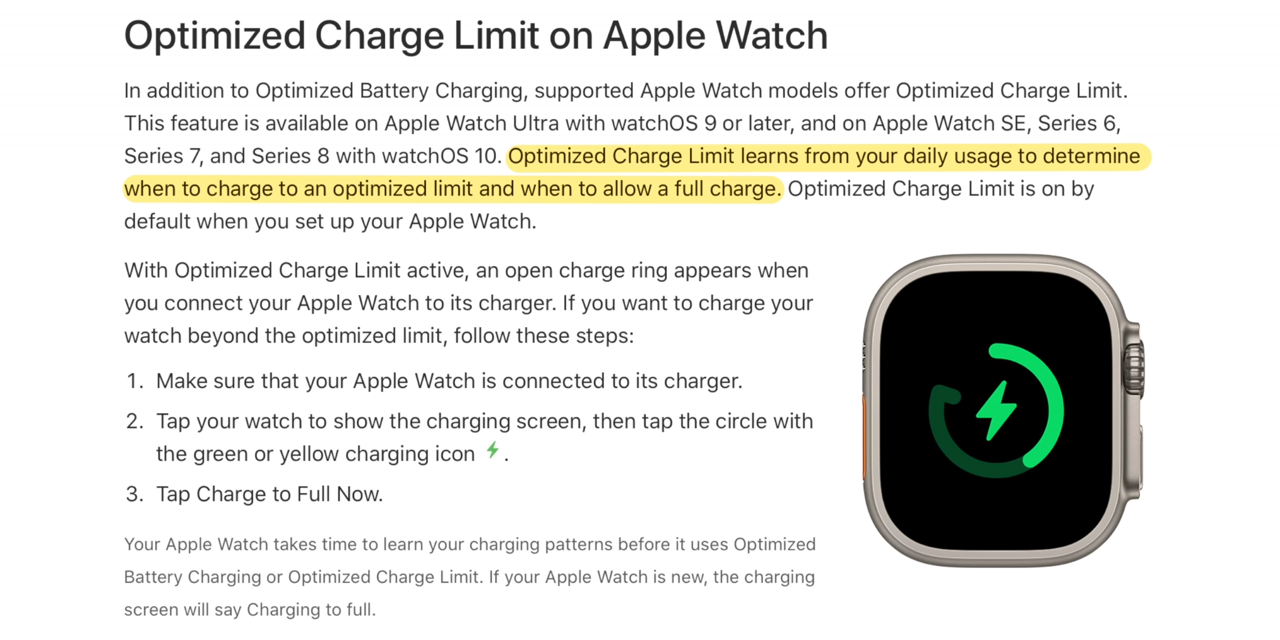 Optimized Charge Limit on Apple Watch
In addition to Optimized Battery Charging, supported Apple Watch models offer Optimized Charge Limit.
This feature is available on Apple Watch Ultra with watchOS 9 or later, and on Apple Watch SE, Series 6,
Series 7, and Series 8 with watchOS 10. Optimized Charge Limit learns from your daily usage to determine
when to charge to an optimized limit and when to allow a full charge. Optimized Charge Limit is on by
default when you set up your Apple Watch.
With Optimized Charge Limit active, an open charge ring appears when
you connect your Apple Watch to its charger. If you want to charge your
watch beyond the optimized limit, follow these steps:
1. Make sure that your Apple Watch is connected to its charger.
2. Tap your watch to show the charging screen, then tap the circle with
the green or yellow charging icon .
3. Tap Charge to Full Now.
Your Apple Watch takes time to learn your charging patterns before it uses Optimized
Battery Charging or Optimized Charge Limit. If your Apple Watch is new, the charging
screen will say Charging to full.